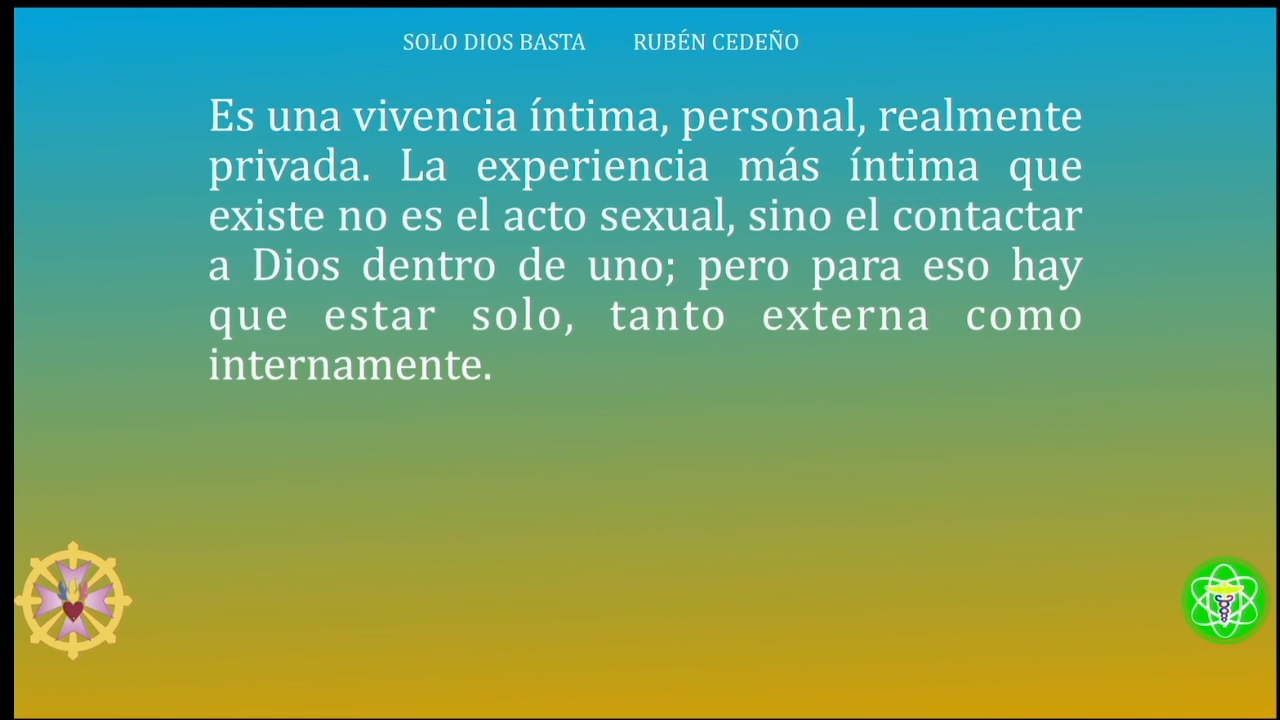 SOLO DIOS BASTA RUBÉN CEDEÑO
Es una vivencia íntima, personal, realmente
privada. La experiencia más íntima que
existe no es el acto sexual, sino el contactar
a Dios dentro de uno; pero para eso hay
que estar solo, tanto externa como
internamente.